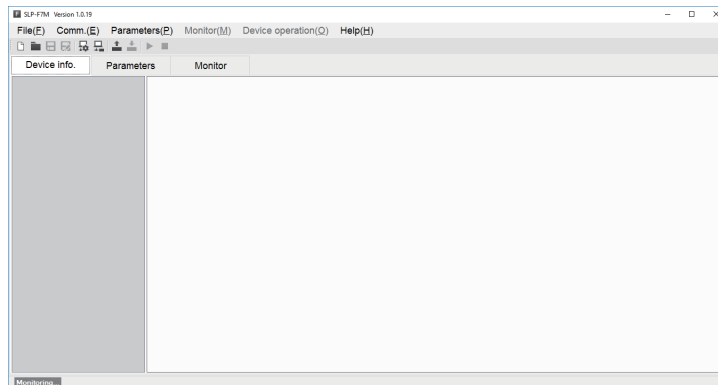 F SLP-F7M Version 1.0.19
File(F) Comm.(E) Parameters(P) Monitor(M) Device operation(O) Help(H)
Device info. Parameters Monitor
Monitoring...